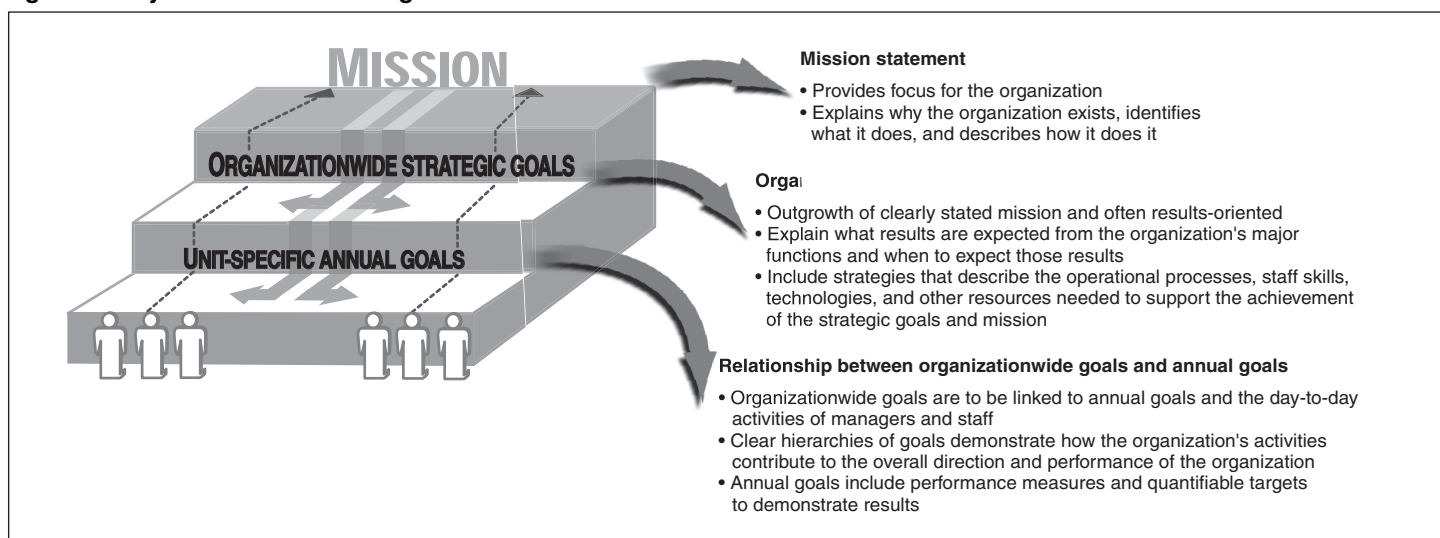 MISSION
ORGANIZATIONWIDE STRATEGIC GOALS
UNIT-SPECIFIC ANNUAL GOALS
Mission statement
• Provides focus for the organization
• Explains why the organization exists, identifies
what it does, and describes how it does it
• Outgrowth of clearly stated mission and often results-oriented
• Explain what results are expected from the organization's major
functions and when to expect those results
• Include strategies that describe the operational processes, staff skills,
technologies, and other resources needed to support the achievement
of the strategic goals and mission
Relationship between organizationwide goals and annual goals
• Organizationwide goals are to be linked to annual goals and the day-to-day
activities of managers and staff
• Clear hierarchies of goals demonstrate how the organization's activities
contribute to the overall direction and performance of the organization
• Annual goals include performance measures and quantifiable targets
to demonstrate results